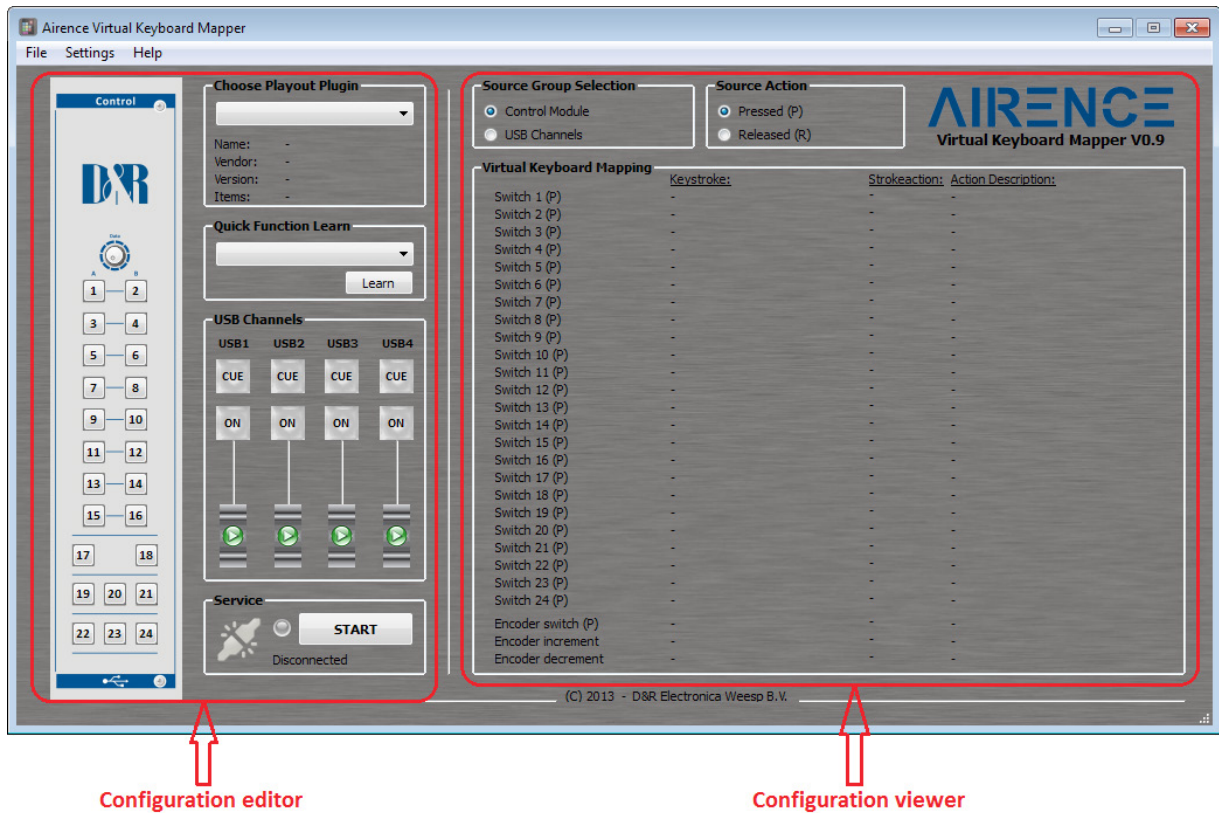 Airence Virtual Keyboard Mapper
File Settings Help
Control
D&R
Data
A B
1 2
3 4
5 6
7 8
9 10
11 12
13 14
15 16
17 18
19 20 21
22 23 24
Choose Playout Plugin
Name: -
Vendor: -
Version: -
Items: -
Quick Function Learn
Learn
USB Channels
USB1 USB2 USB3 USB4
CUE CUE CUE CUE
ON ON ON ON
Service
START
Disconnected
Source Group Selection
Control Module
USB Channels
Source Action
Pressed (P)
Released (R)
AIRENCE
Virtual Keyboard Mapper V0.9
Virtual Keyboard Mapping
Keystroke: Strokeaction: Action Description:
Switch 1 (P) - - -
Switch 2 (P) - - -
Switch 3 (P) - - -
Switch 4 (P) - - -
Switch 5 (P) - - -
Switch 6 (P) - - -
Switch 7 (P) - - -
Switch 8 (P) - - -
Switch 9 (P) - - -
Switch 10 (P) - - -
Switch 11 (P) - - -
Switch 12 (P) - - -
Switch 13 (P) - - -
Switch 14 (P) - - -
Switch 15 (P) - - -
Switch 16 (P) - - -
Switch 17 (P) - - -
Switch 18 (P) - - -
Switch 19 (P) - - -
Switch 20 (P) - - -
Switch 21 (P) - - -
Switch 22 (P) - - -
Switch 23 (P) - - -
Switch 24 (P) - - -
Encoder switch (P) - - -
Encoder increment - - -
Encoder decrement - - -
(C) 2013 - D&R Electronica Weesp B.V.
Configuration editor
Configuration viewer